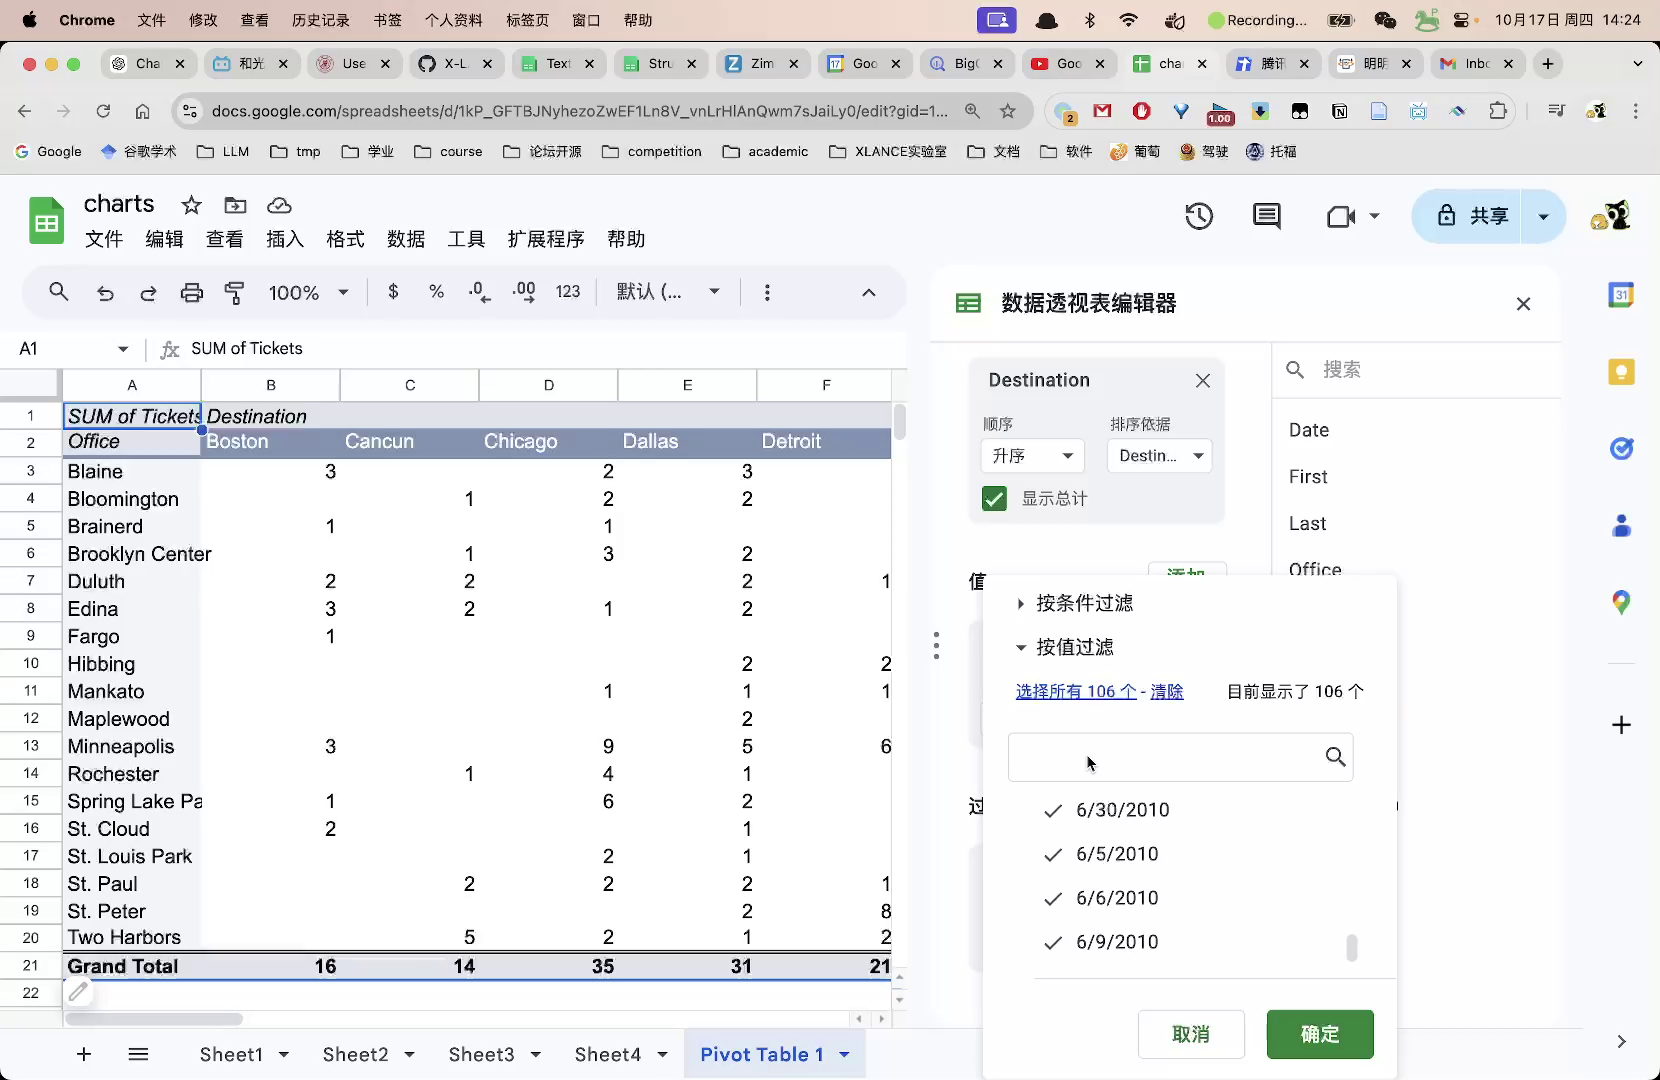 Chrome 文件 修改 查看 历史记录 书签 个人资料 标签页 窗口 帮助 Recording... 10月17日 周四 14:24
Cha 和光 Use X-L Text Stru Zim Goo BigC Goo cha 腾讯 明明 Inbc
docs.google.com/spreadsheets/d/1kP_GFTBJNyhezoZwEF1Ln8V_vnLrHlAnQwm7sJaiLy0/edit?gid=1... 2 1.00
Google 谷歌学术 LLM tmp 学业 course 论坛开源 competition academic XLANCE实验室 文档 软件 葡萄 驾驶 托福
charts
文件 编辑 查看 插入 格式 数据 工具 扩展程序 帮助
共享
100% $ % .0 .00 123 默认 (...
A1 SUM of Tickets
A B C D E F
1 SUM of Tickets Destination
2 Office Boston Cancun Chicago Dallas Detroit
3 Blaine 3 2 3
4 Bloomington 1 2 2
5 Brainerd 1 1
6 Brooklyn Center 1 3 2
7 Duluth 2 2 2 1
8 Edina 3 2 1 2
9 Fargo 1
10 Hibbing 2 2
11 Mankato 1 1 1
12 Maplewood 2
13 Minneapolis 3 9 5 6
14 Rochester 1 4 1
15 Spring Lake Pa 1 6 2
16 St. Cloud 2 1
17 St. Louis Park 2 1
18 St. Paul 2 2 2 1
19 St. Peter 2 8
20 Two Harbors 5 2 1 2
21 Grand Total 16 14 35 31 21
22
Sheet1 Sheet2 Sheet3 Sheet4 Pivot Table 1
数据透视表编辑器
Destination
顺序 排序依据
升序 Destin...
显示总计
值 添加
过
搜索
Date
First
Last
Office
按条件过滤
按值过滤
选择所有 106 个 - 清除 目前显示了 106 个
6/30/2010
6/5/2010
6/6/2010
6/9/2010
取消 确定
31